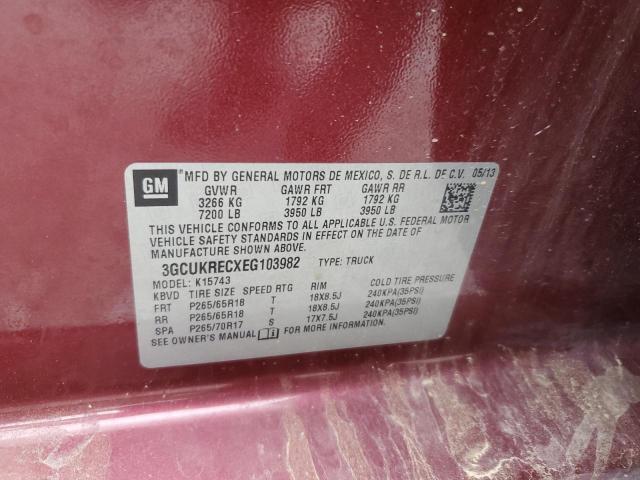 GM
MFD BY GENERAL MOTORS DE MEXICO, S. DE R.L. DE C.V. 05/13
GVWR GAWR FRT GAWR RR
3266 KG 1792 KG 1792 KG
7200 LB 3950 LB 3950 LB
THIS VEHICLE CONFORMS TO ALL APPLICABLE U.S. FEDERAL MOTOR
VEHICLE SAFETY STANDARDS IN EFFECT ON THE DATE OF
MANUFACTURE SHOWN ABOVE.
3GCUKRECXEG103982 TYPE: TRUCK
MODEL: K15743
KBVD TIRE SIZE SPEED RTG RIM COLD TIRE PRESSURE
FRT P265/65R18 T 18X8.5J 240KPA(35PSI)
RR P265/65R18 T 18X8.5J 240KPA(35PSI)
SPA P265/70R17 S 17X7.5J 240KPA(35PSI)
SEE OWNER'S MANUAL FOR MORE INFORMATION.